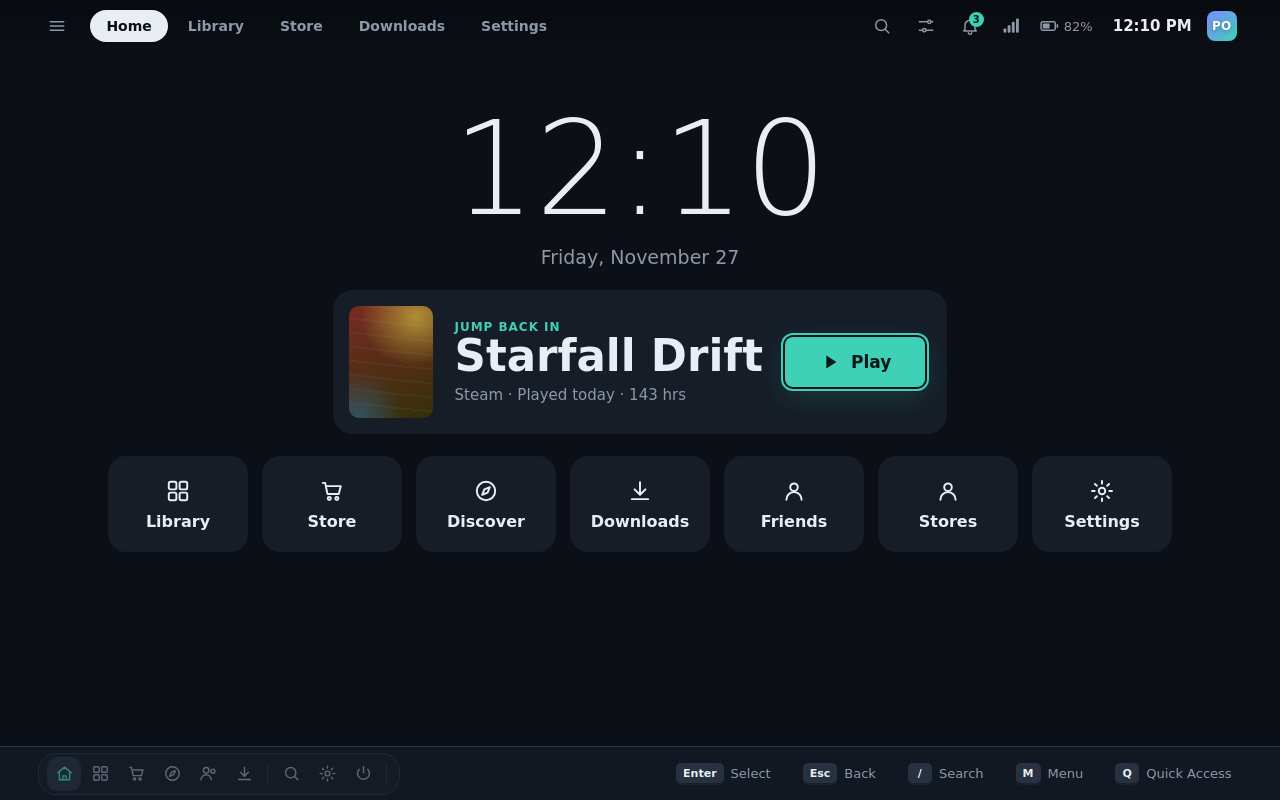 Home Library Store Downloads Settings 3 82% 12:10 PM PO
12:10
Friday, November 27
JUMP BACK IN
Starfall Drift
Steam · Played today · 143 hrs
Play
Library Store Discover Downloads Friends Stores Settings
Enter Select Esc Back / Search M Menu Q Quick Access